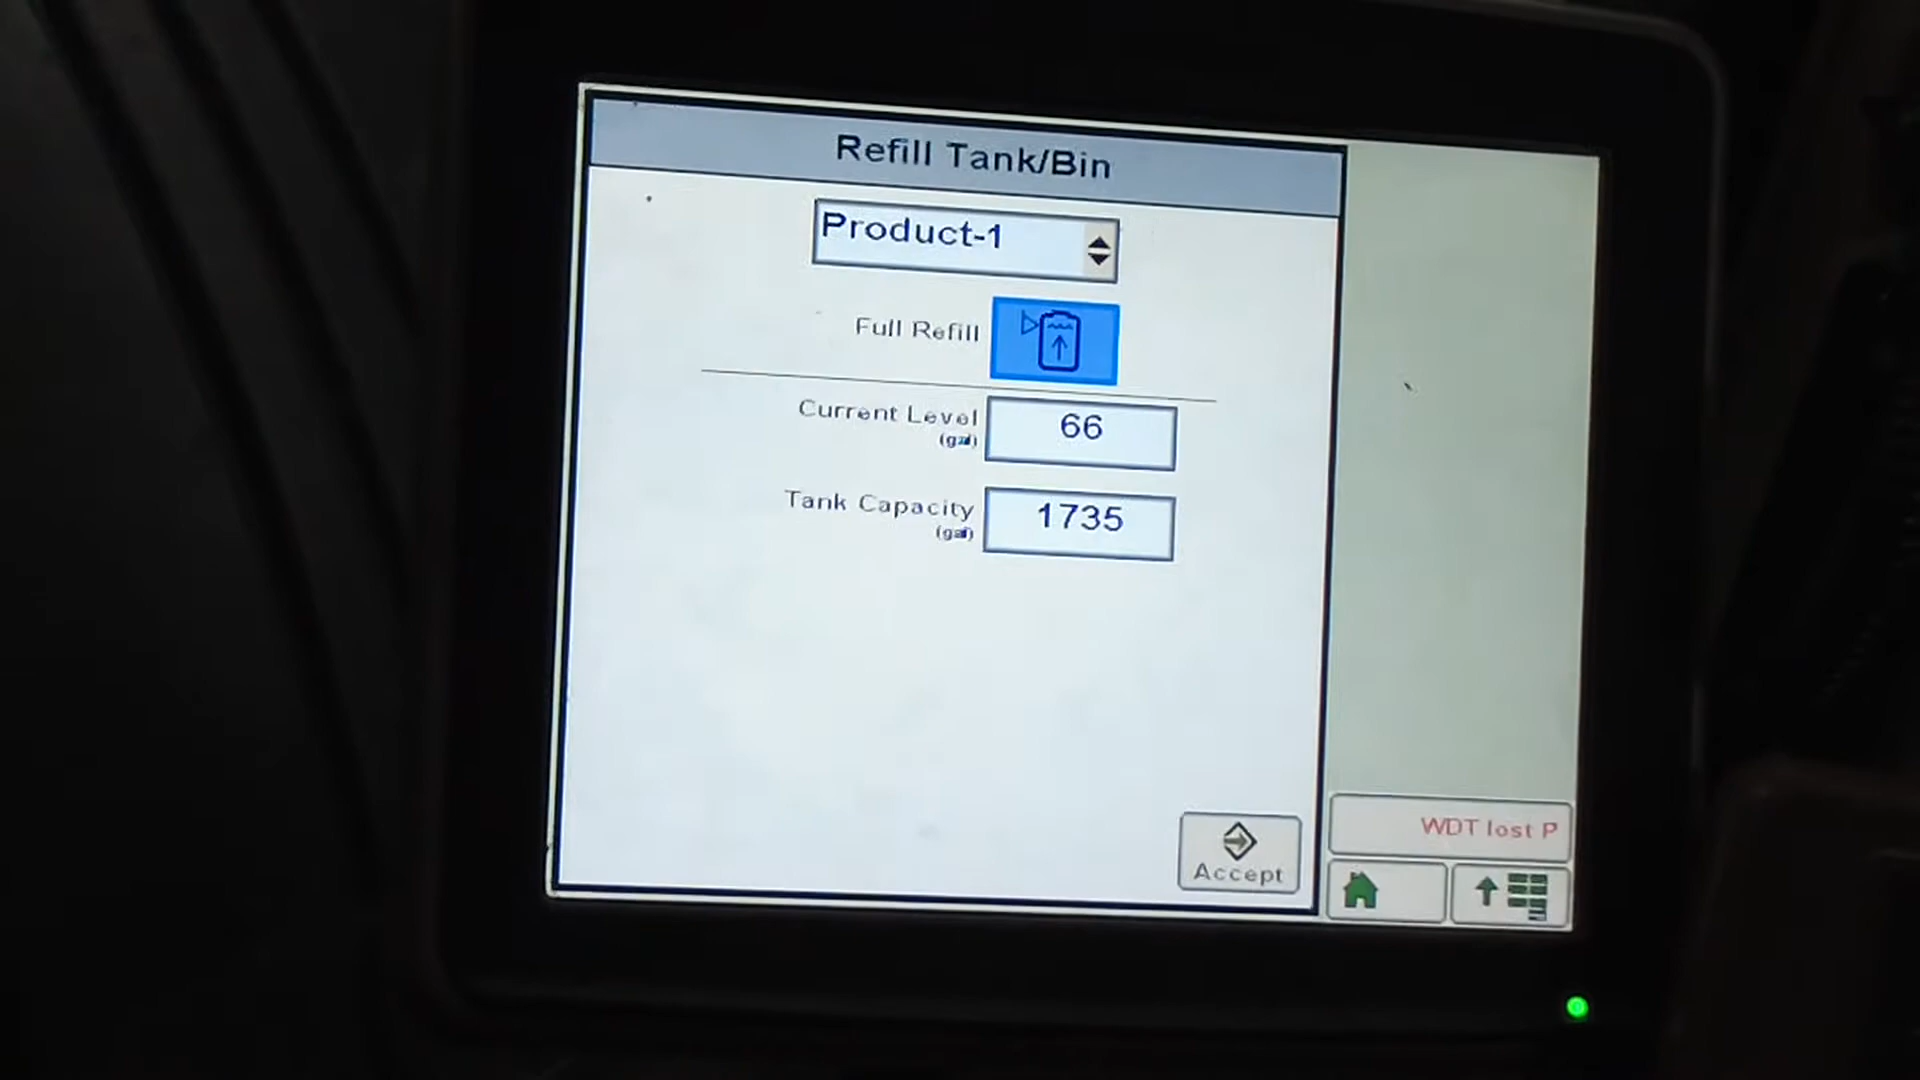 Refill Tank/Bin
Product-1
Full Refill
Current Level
(gal)
66
Tank Capacity
(gal)
1735
Accept
WDT lost P